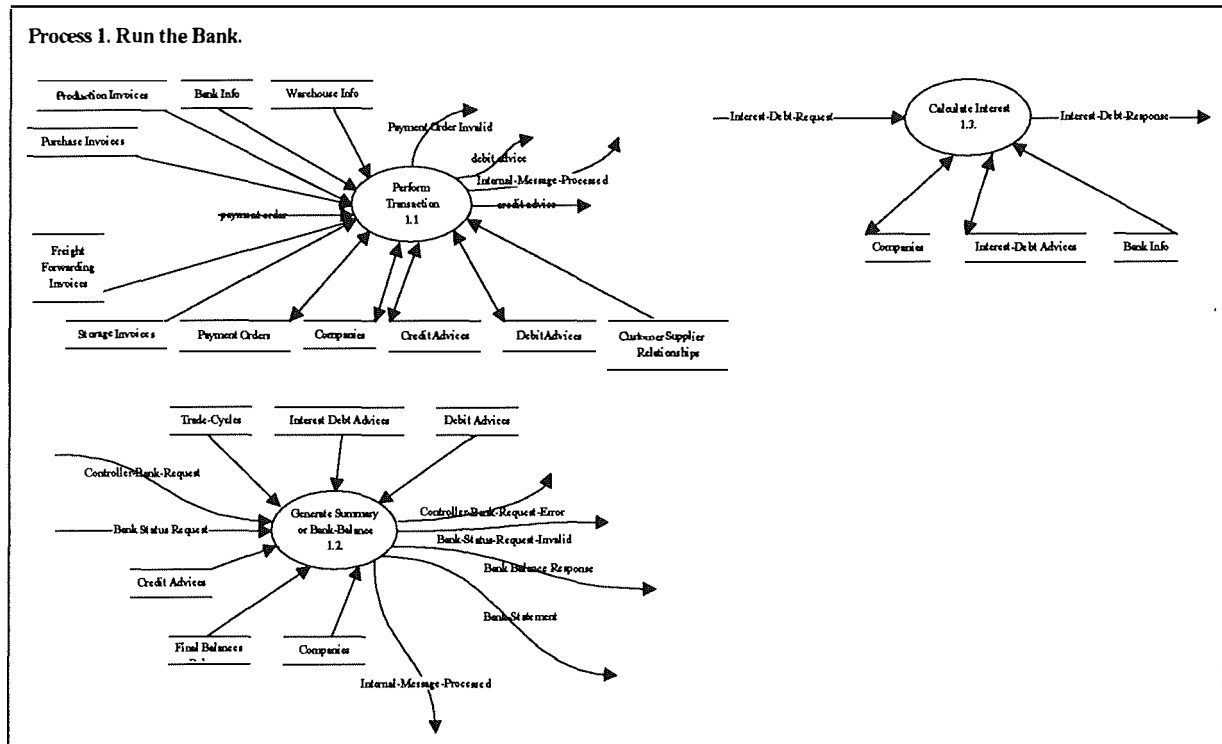 Process 1. Run the Bank.
Production Invoices
Bank Info
Warehouse Info
Purchase Invoices
Payment Order Invalid
debit advice
Internal-Message-Processed
Perform
Transaction
1.1
payment order
credit advice
Freight
Forwarding
Invoices
Storage Invoices
Payment Orders
Companies
Credit Advices
Debit Advices
Customer Supplier
Relationships
Interest-Debt-Request
Calculate Interest
1.3.
Interest-Debt-Response
Companies
Interest-Debt Advices
Bank Info
Trade-Cycles
Interest Debt Advices
Debit Advices
Controller-Bank-Request
Bank Status Request
Generate Summary
or Bank-Balance
1.2.
Controller-Bank-Request-Error
Bank-Status-Request-Invalid
Bank Balance Response
Bank-Statement
Credit Advices
Final Balances
Companies
Internal-Message-Processed